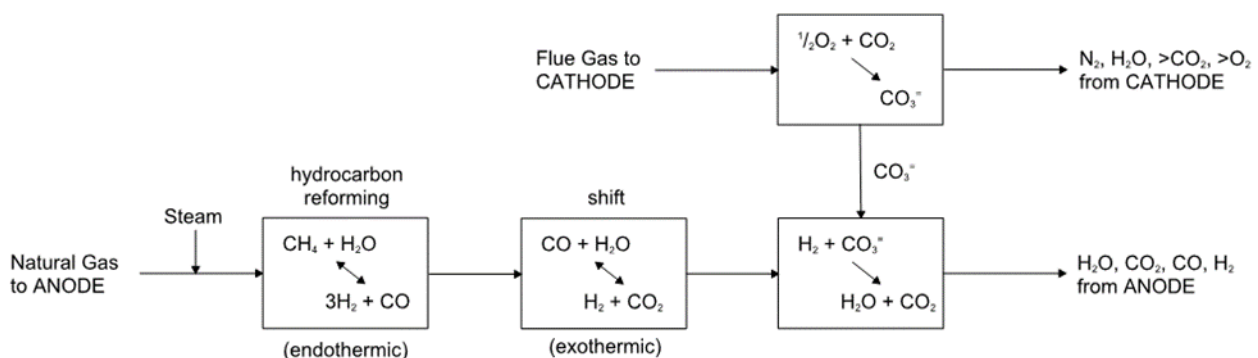 Flue Gas to
CATHODE
½O₂ + CO₂
CO₃⁼
N₂, H₂O, >CO₂, >O₂
from CATHODE
CO₃⁼
hydrocarbon
reforming
shift
Steam
Natural Gas
to ANODE
CH₄ + H₂O
3H₂ + CO
(endothermic)
CO + H₂O
H₂ + CO₂
(exothermic)
H₂ + CO₃⁼
H₂O + CO₂
H₂O, CO₂, CO, H₂
from ANODE